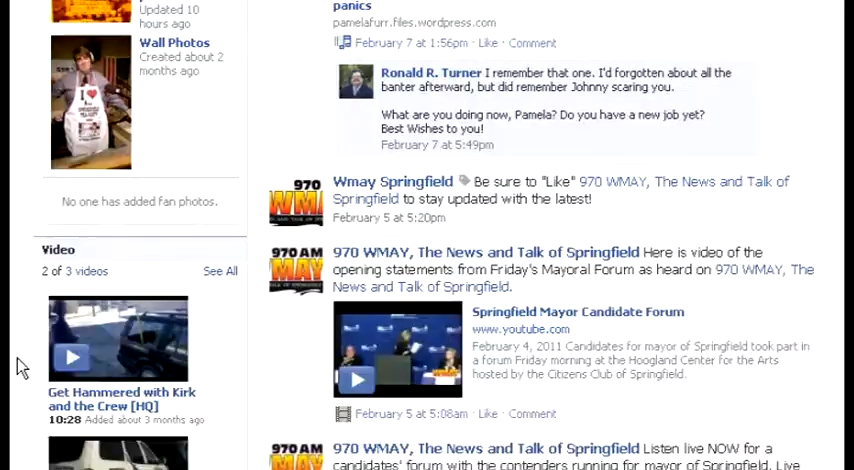 Updated 10
hours ago
Wall Photos
Created about 2
months ago
No one has added fan photos.
Video
2 of 3 videos
See All
Get Hammered with Kirk
and the Crew [HQ]
10:28 Added about 3 months ago
panics
pamelafurr.files.wordpress.com
February 7 at 1:56pm · Like · Comment
Ronald R. Turner I remember that one. I'd forgotten about all the
banter afterward, but did remember Johnny scaring you.
What are you doing now, Pamela? Do you have a new job yet?
Best Wishes to you!
February 7 at 5:49pm
970
WMA
Wmay Springfield Be sure to "Like" 970 WMAY, The News and Talk of
Springfield to stay updated with the latest!
February 5 at 5:20pm
970 AM
MAY
970 WMAY, The News and Talk of Springfield Here is video of the
opening statements from Friday's Mayoral Forum as heard on 970 WMAY, The
News and Talk of Springfield.
Springfield Mayor Candidate Forum
www.youtube.com
February 4, 2011 Candidates for mayor of Springfield took part in
a forum Friday morning at the Hoogland Center for the Arts
hosted by the Citizens Club of Springfield.
February 5 at 5:08am · Like · Comment
970 AM
MAY
970 WMAY, The News and Talk of Springfield Listen live NOW for a
candidates' forum with the contenders running for mayor of Springfield. Live